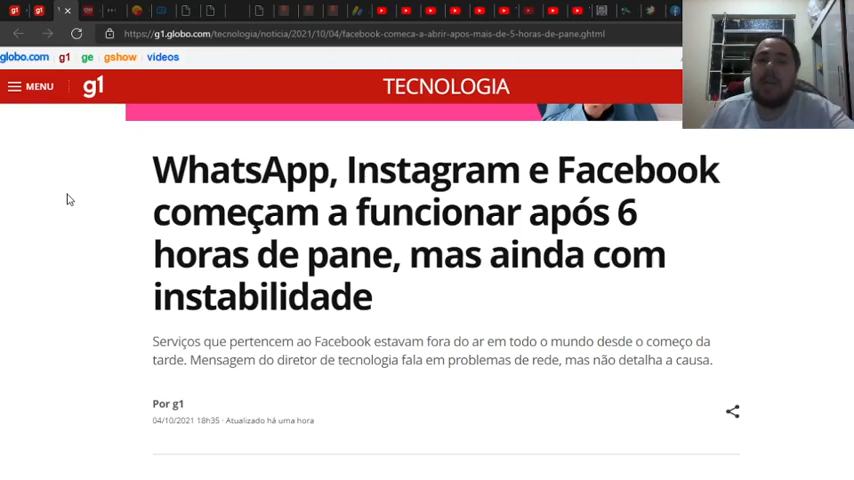 https://g1.globo.com/tecnologia/noticia/2021/10/04/facebook-comeca-a-abrir-apos-mais-de-5-horas-de-pane.ghtml
globo.com g1 ge gshow videos
MENU g1 TECNOLOGIA
WhatsApp, Instagram e Facebook
começam a funcionar após 6
horas de pane, mas ainda com
instabilidade
Serviços que pertencem ao Facebook estavam fora do ar em todo o mundo desde o começo da
tarde. Mensagem do diretor de tecnologia fala em problemas de rede, mas não detalha a causa.
Por g1
04/10/2021 18h35 · Atualizado há uma hora